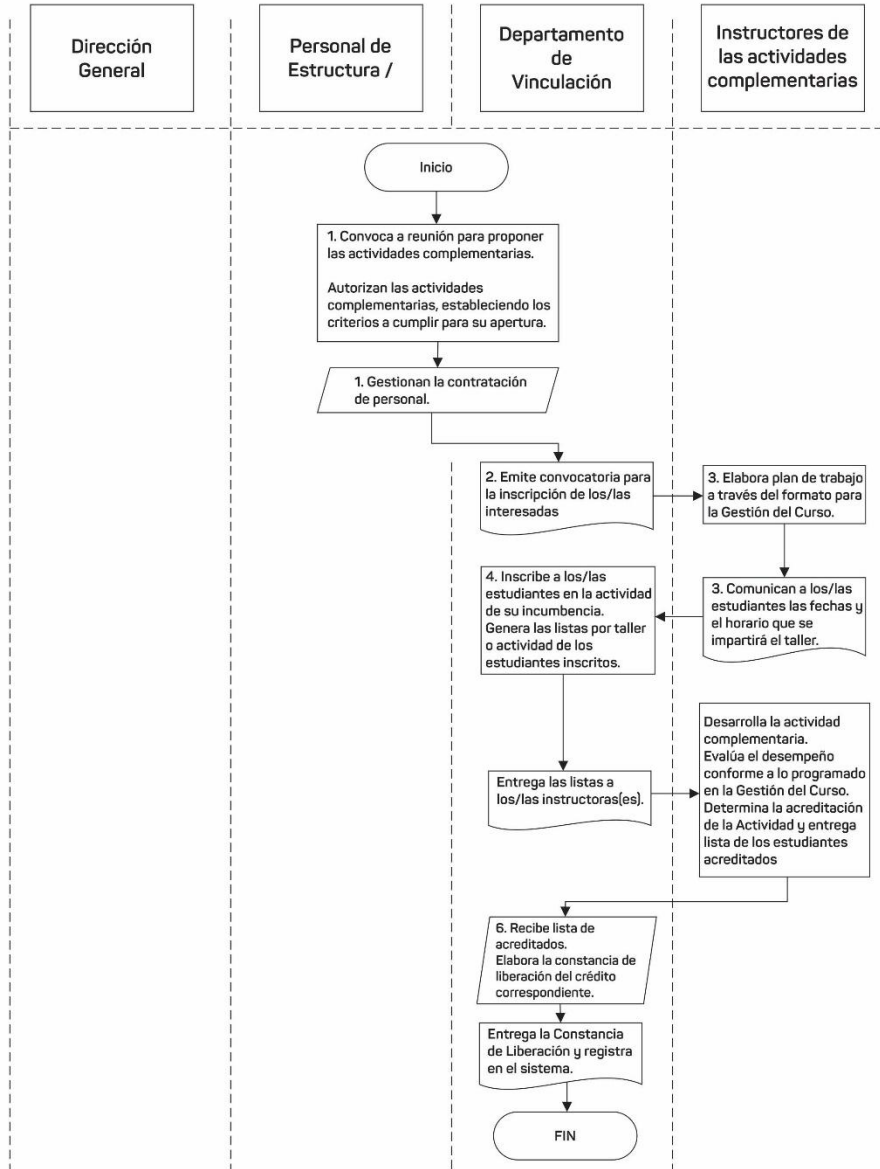 Dirección
General
Personal de
Estructura /
Departamento
de
Vinculación
Instructores de
las actividades
complementarias
Inicio
1. Convoca a reunión para proponer
las actividades complementarias.
Autorizan las actividades
complementarias, estableciendo los
criterios a cumplir para su apertura.
1. Gestionan la contratación
de personal.
2. Emite convocatoria para
la inscripción de los/las
interesadas
3. Elabora plan de trabajo
a través del formato para
la Gestión del Curso.
3. Comunican a los/las
estudiantes las fechas y
el horario que se
impartirá el taller.
4. Inscribe a los/las
estudiantes en la actividad
de su incumbencia.
Genera las listas por taller
o actividad de los
estudiantes inscritos.
Entrega las listas a
los/las instructoras(es).
Desarrolla la actividad
complementaria.
Evalúa el desempeño
conforme a lo programado
en la Gestión del Curso.
Determina la acreditación
de la Actividad y entrega
lista de los estudiantes
acreditados
6. Recibe lista de
acreditados.
Elabora la constancia de
liberación del crédito
correspondiente.
Entrega la Constancia
de Liberación y registra
en el sistema.
FIN